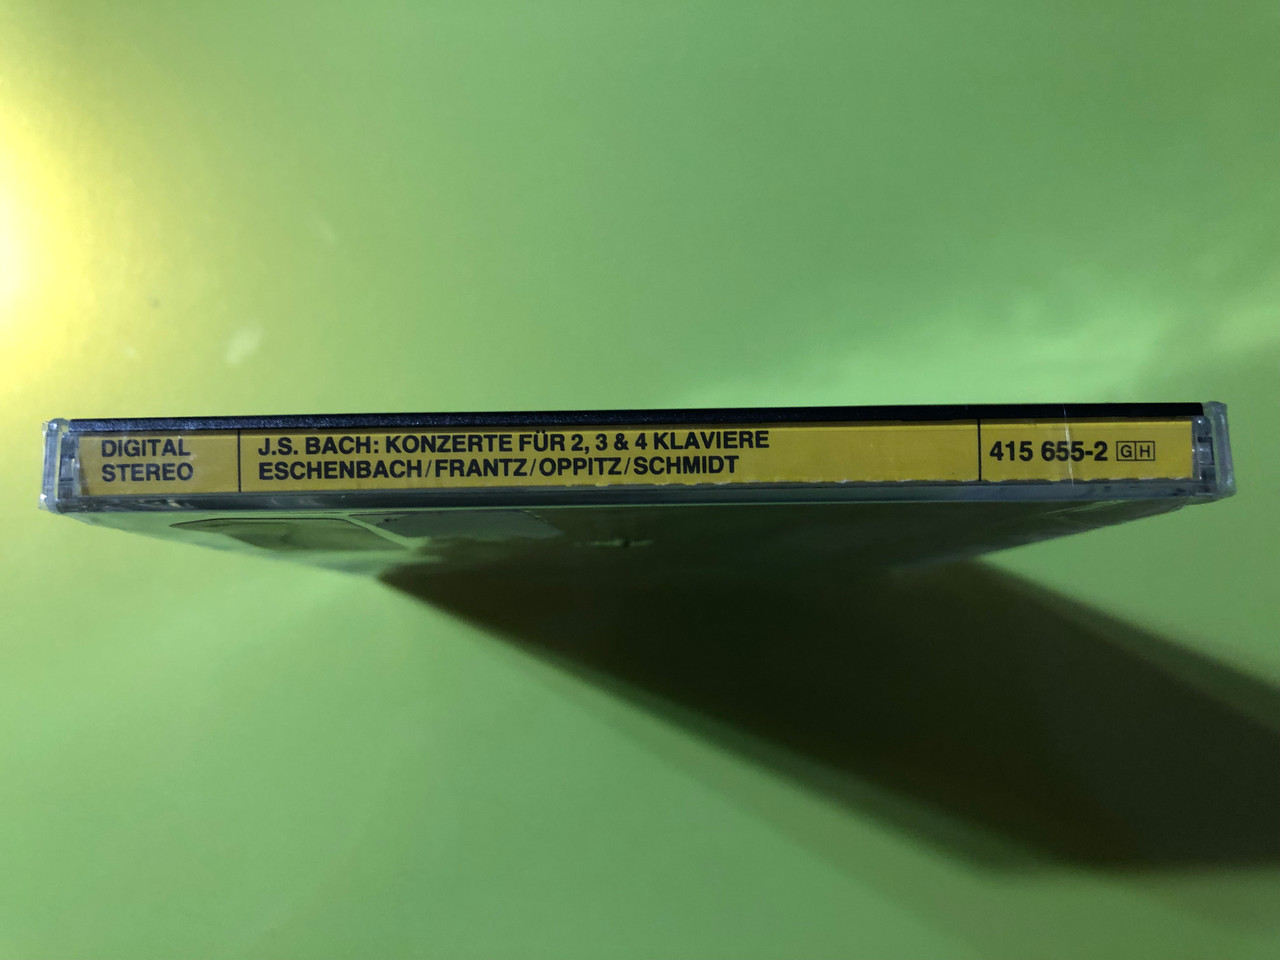 DIGITAL
STEREO
J.S. BACH: KONZERTE FÜR 2, 3 & 4 KLAVIERE
ESCHENBACH/FRANTZ/OPPITZ/SCHMIDT
415 655-2 GH